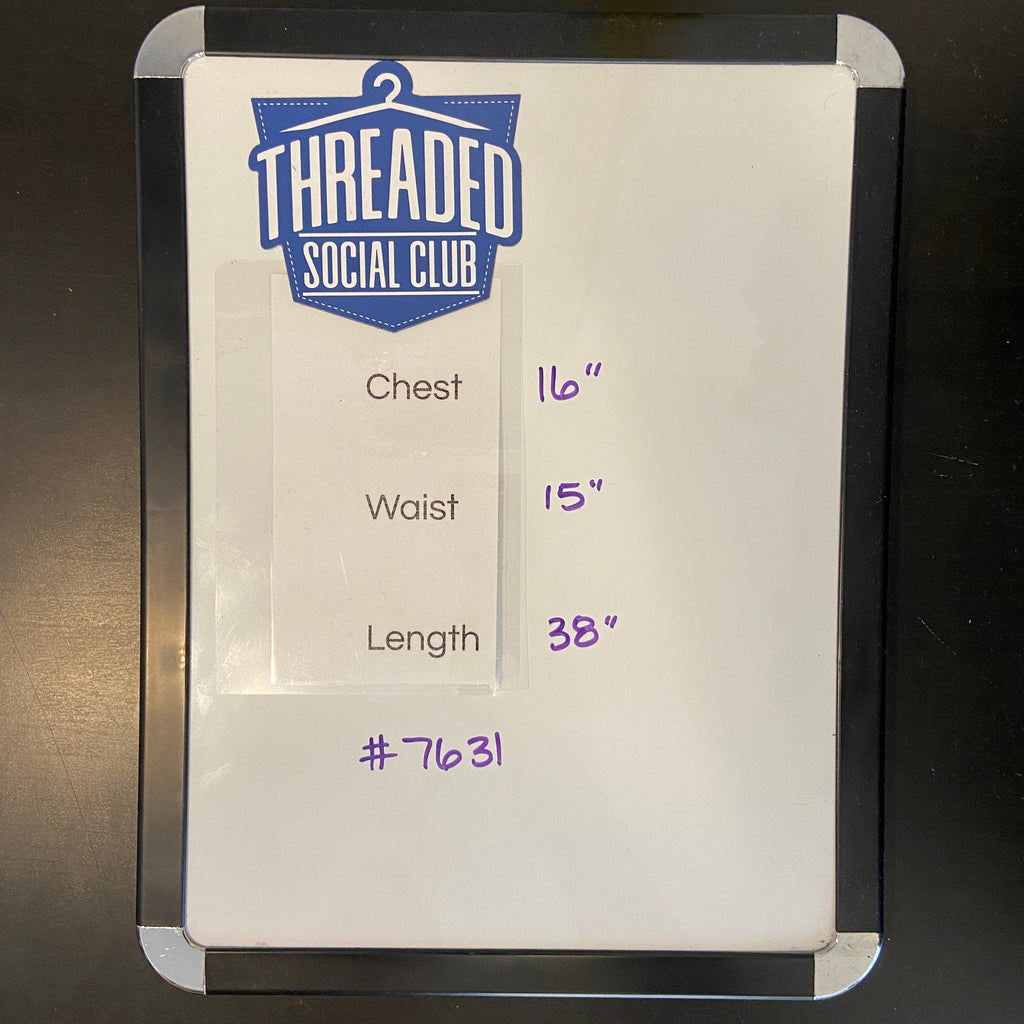 THREADED
SOCIAL CLUB
Chest 16"
Waist 15"
Length 38"
#7631